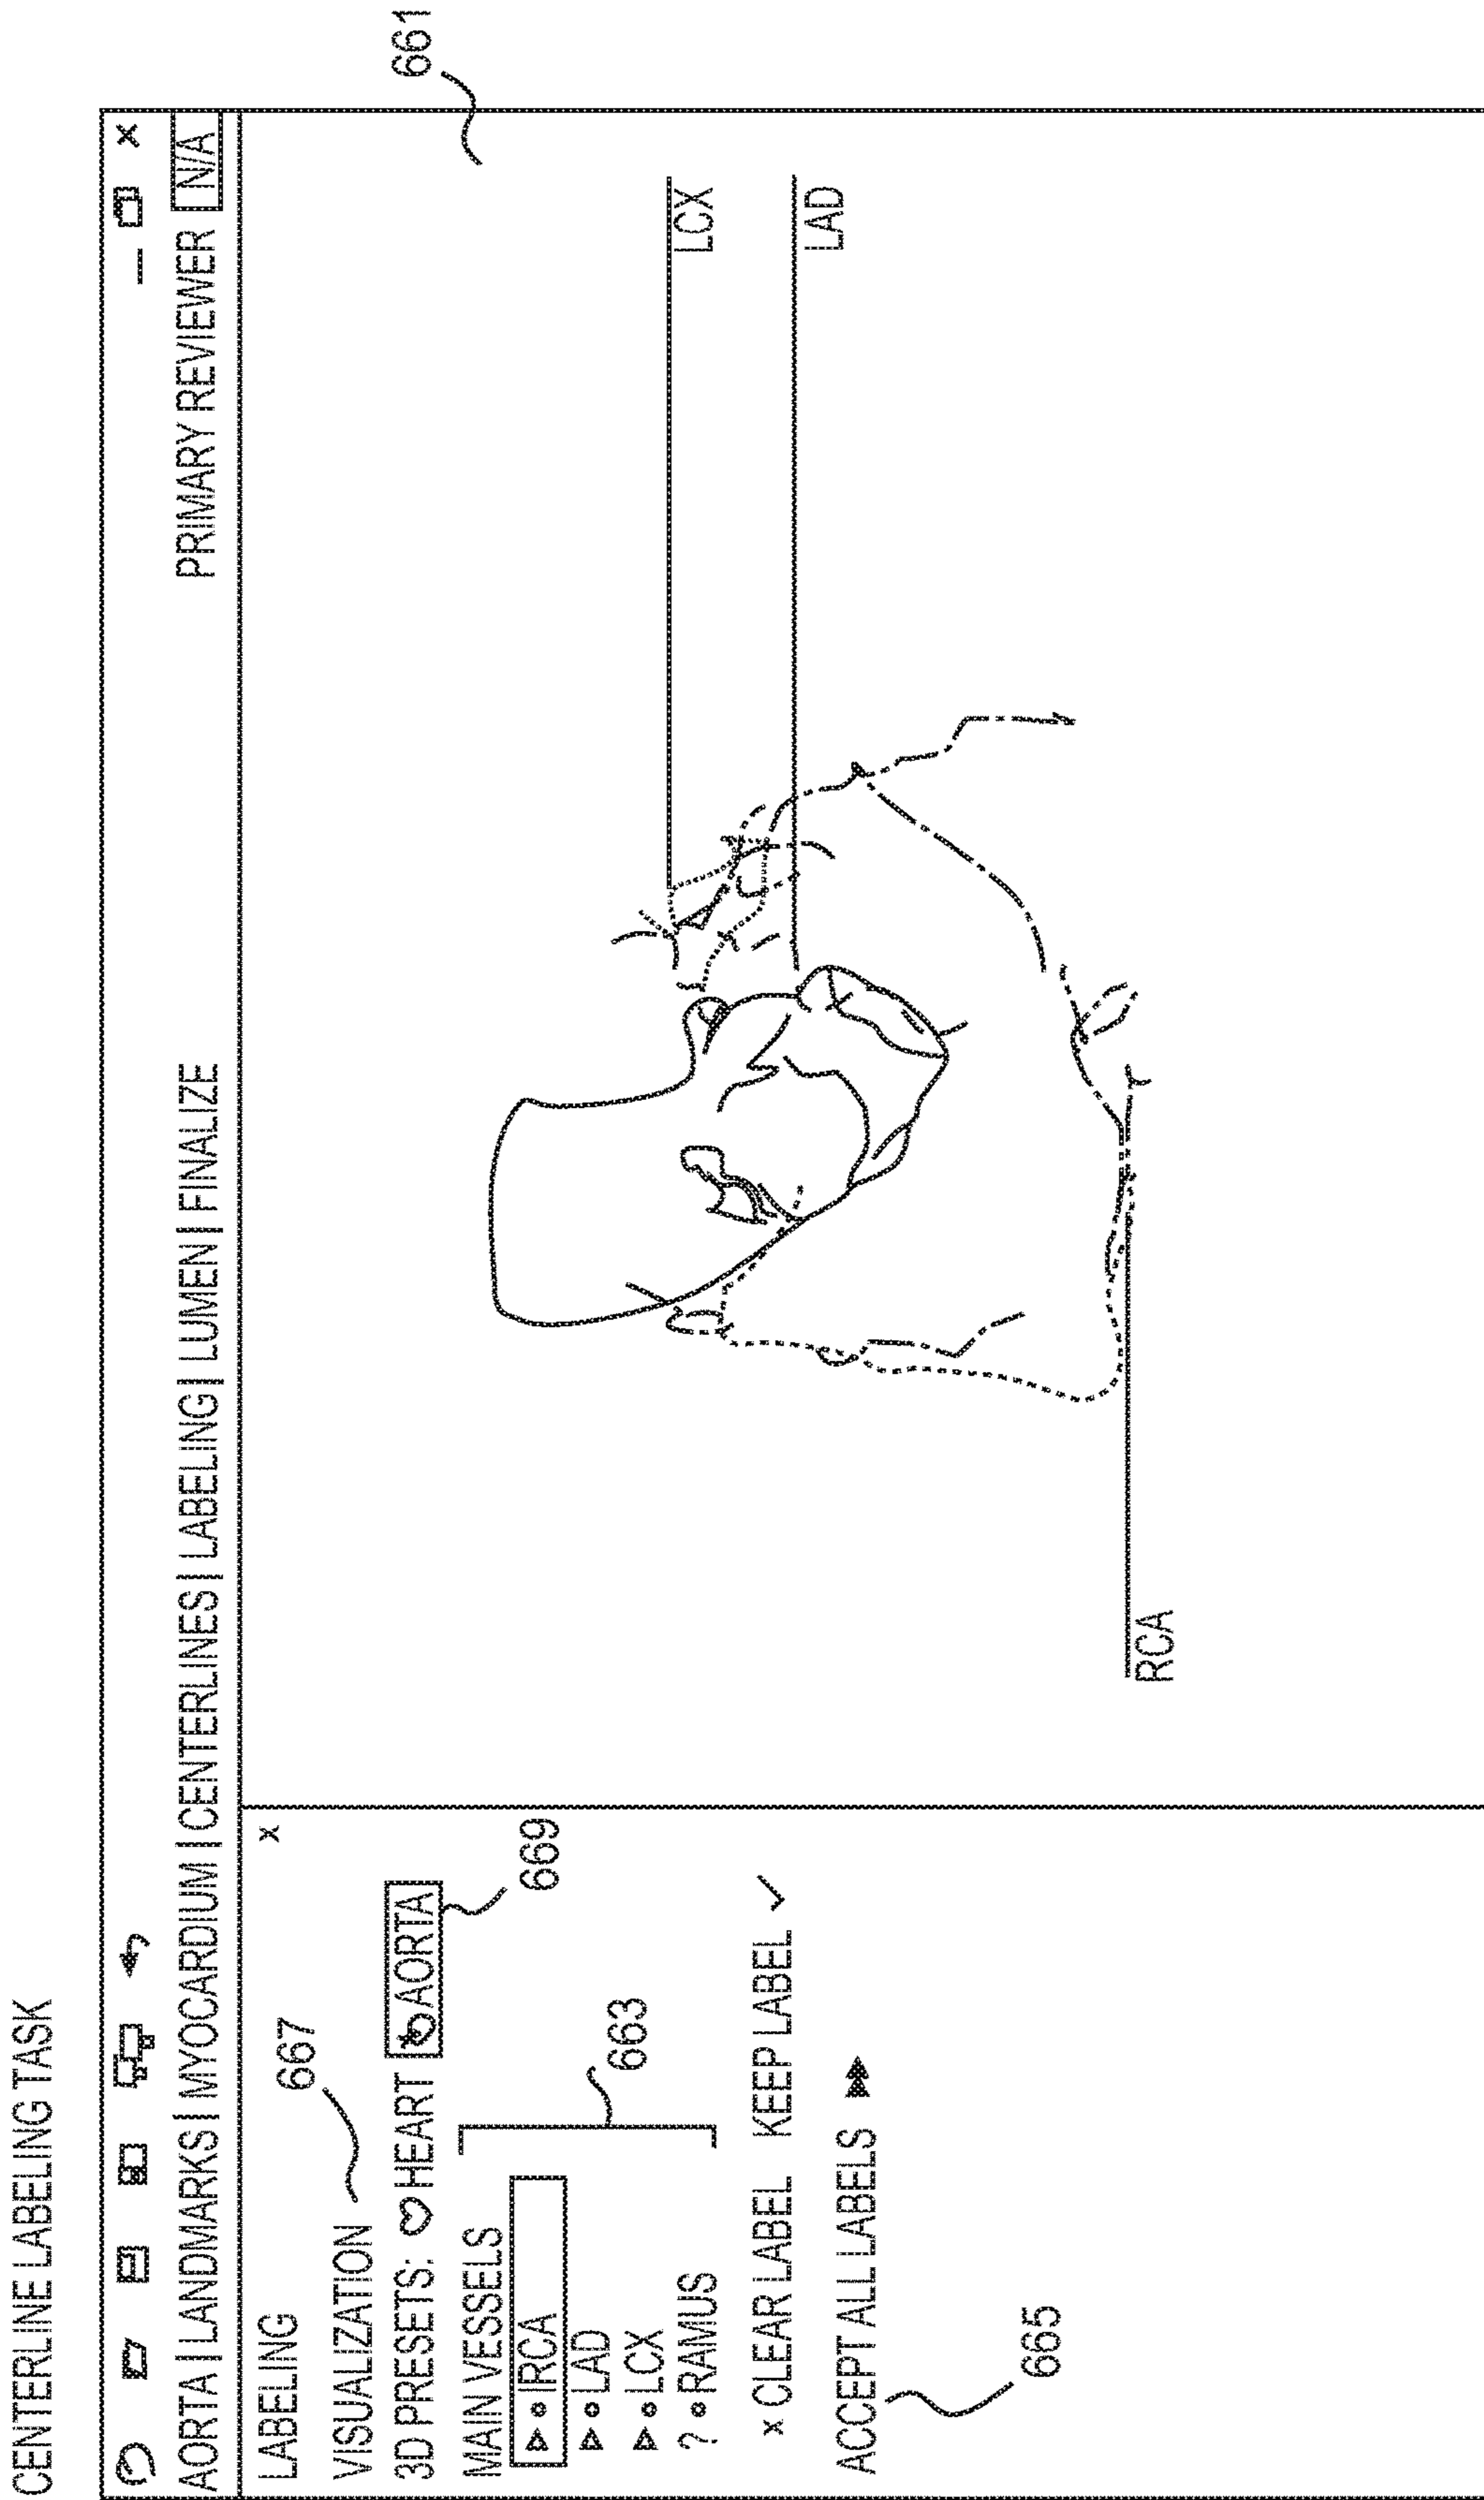 CENTERLINE LABELING TASK
AORTA | LANDMARKS | MYOCARDIUM | CENTERLINES | LABELING | LUMEN | FINALIZE
PRIMARY REVIEWER N/A
LABELING x
667
VISUALIZATION
3D PRESETS: HEART AORTA
669
MAIN VESSELS
RCA
LAD
LCX
? RAMUS
663
x CLEAR LABEL KEEP LABEL
ACCEPT ALL LABELS
665
661
LCX
LAD
RCA